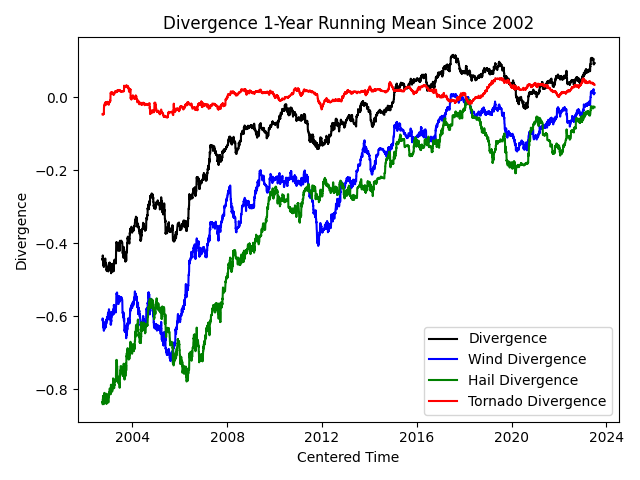 Divergence 1-Year Running Mean Since 2002
0.0
−0.2
−0.4
−0.6
−0.8
Divergence
2004 2008 2012 2016 2020 2024
Centered Time
Divergence
Wind Divergence
Hail Divergence
Tornado Divergence